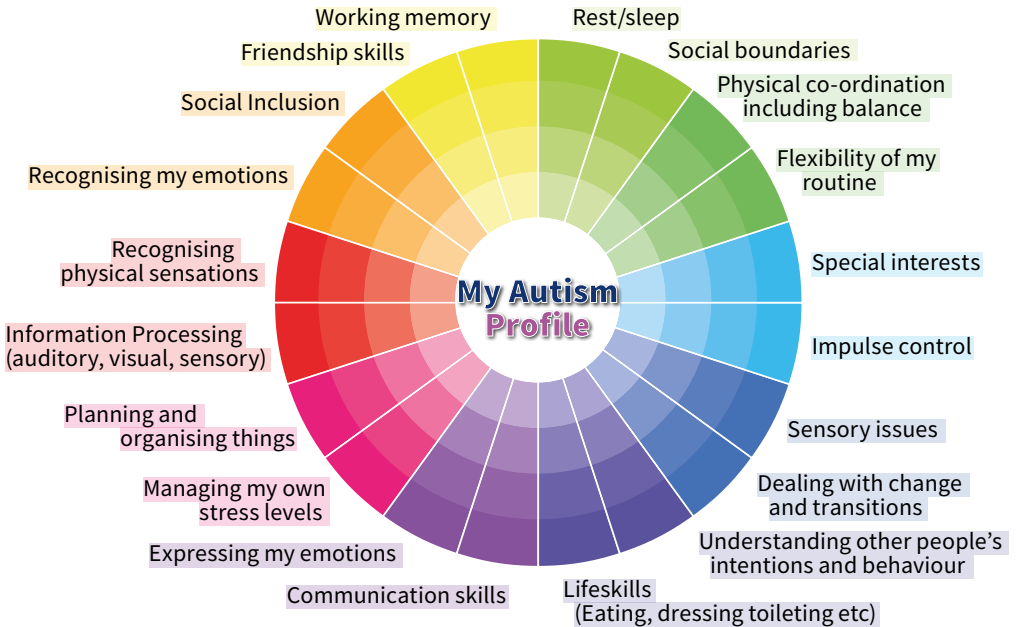 Working memory
Rest/sleep
Friendship skills
Social boundaries
Physical co-ordination
including balance
Social Inclusion
Flexibility of my
routine
Recognising my emotions
Recognising
physical sensations
Special interests
My Autism
Profile
Information Processing
(auditory, visual, sensory)
Impulse control
Planning and
organising things
Sensory issues
Managing my own
stress levels
Dealing with change
and transitions
Expressing my emotions
Understanding other people's
intentions and behaviour
Communication skills
Lifeskills
(Eating, dressing toileting etc)